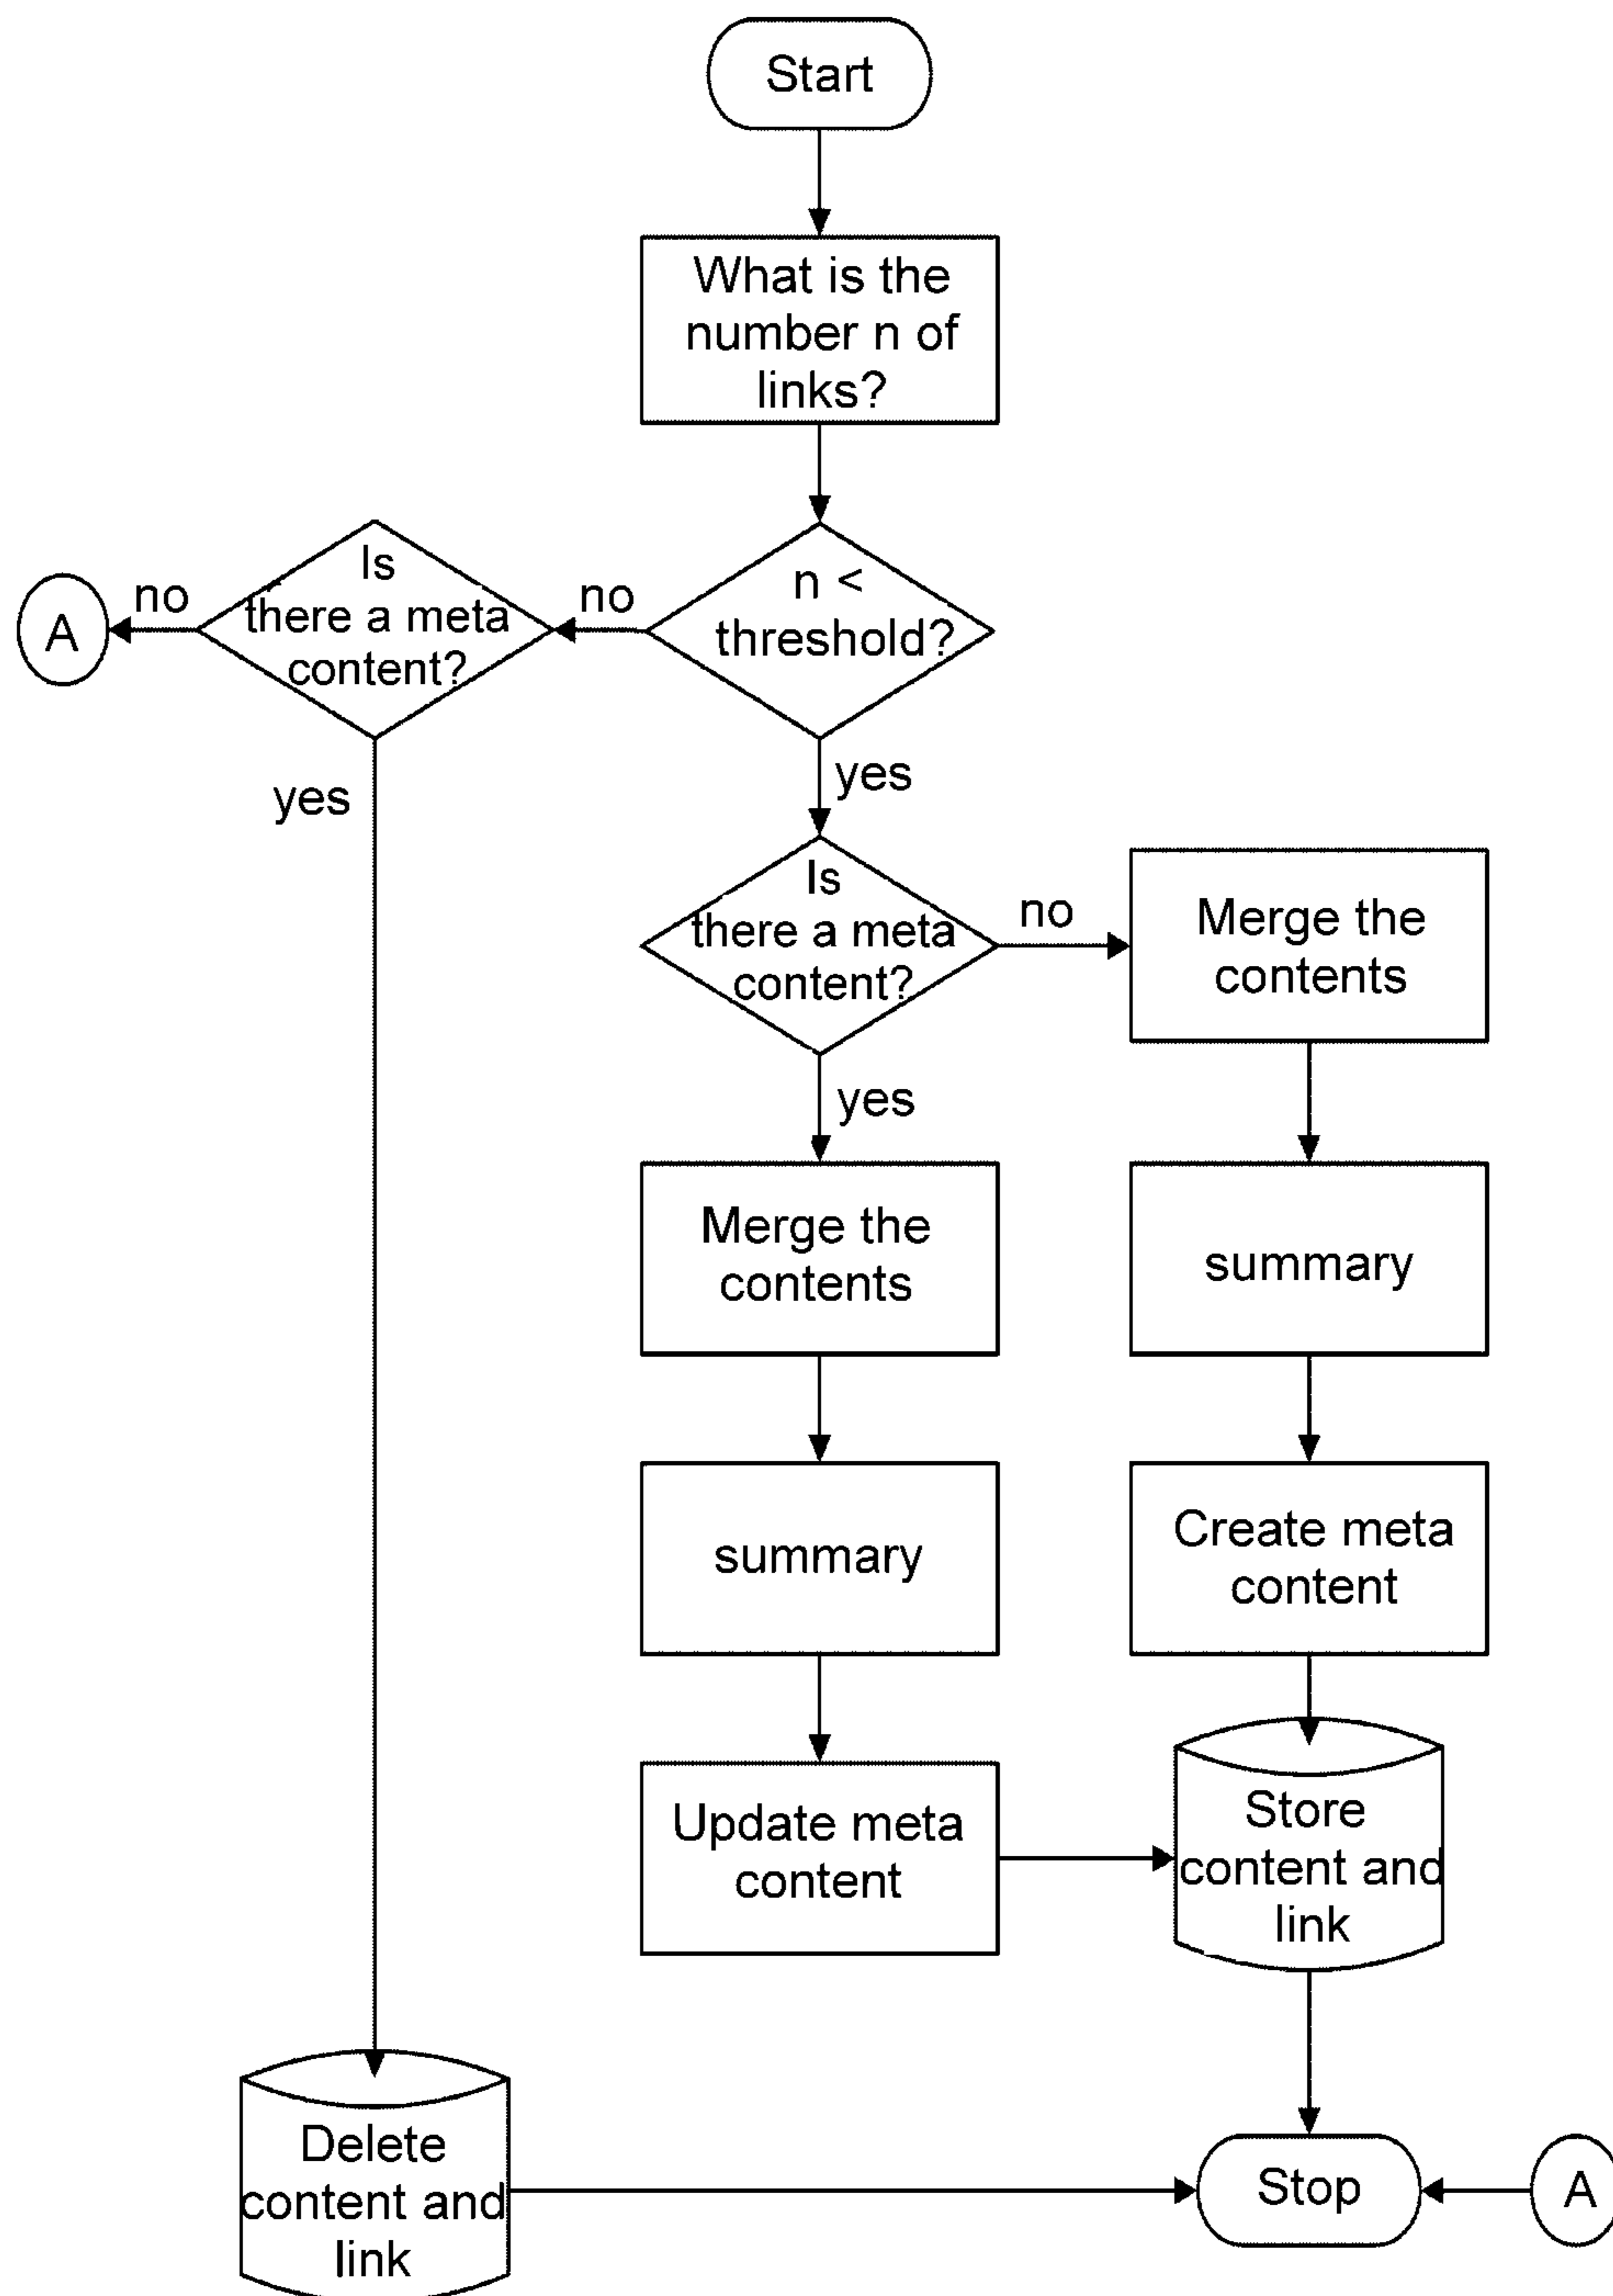 Start
What is the
number n of
links?
Is
there a meta
content?
n <
threshold?
no
no
A
yes
yes
Is
there a meta
content?
no
Merge the
contents
yes
Merge the
contents
summary
summary
Create meta
content
Update meta
content
Store
content and
link
Delete
content and
link
Stop
A